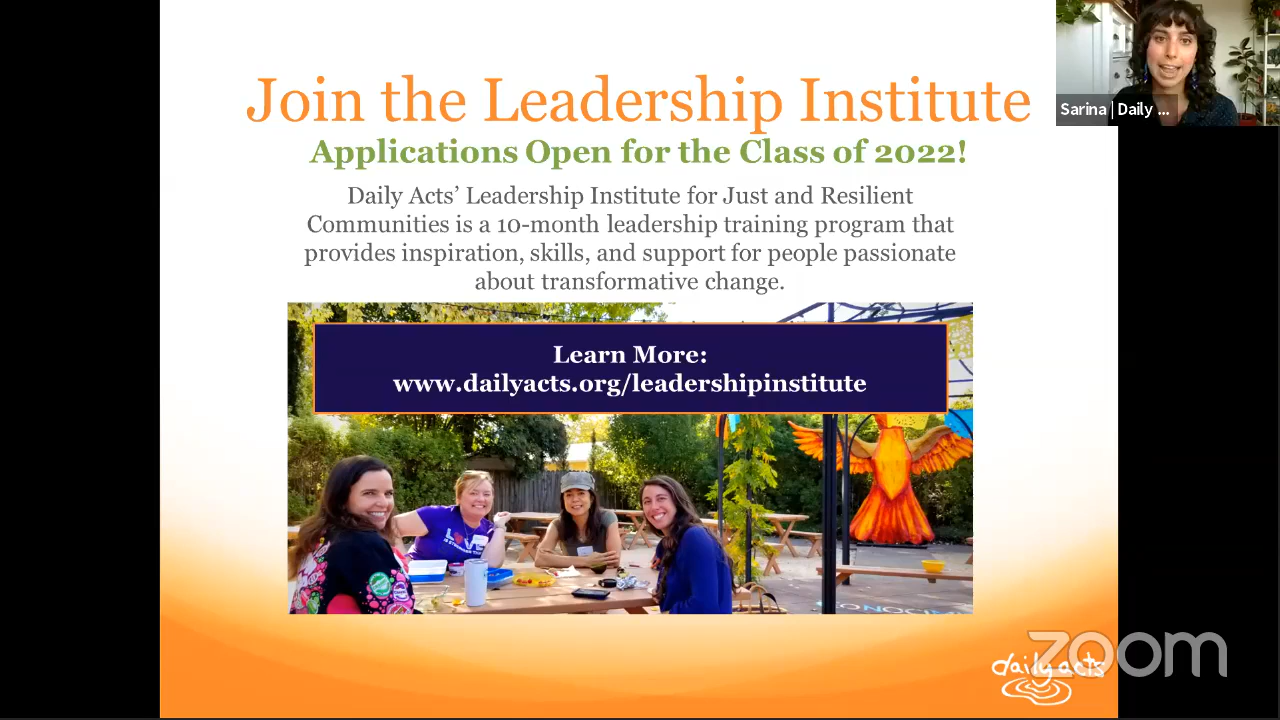 Join the Leadership Institute
Applications Open for the Class of 2022!
Daily Acts’ Leadership Institute for Just and Resilient
Communities is a 10-month leadership training program that
provides inspiration, skills, and support for people passionate
about transformative change.
Learn More:
www.dailyacts.org/leadershipinstitute
Sarina | Daily ...
LOVE
daily acts
zoom